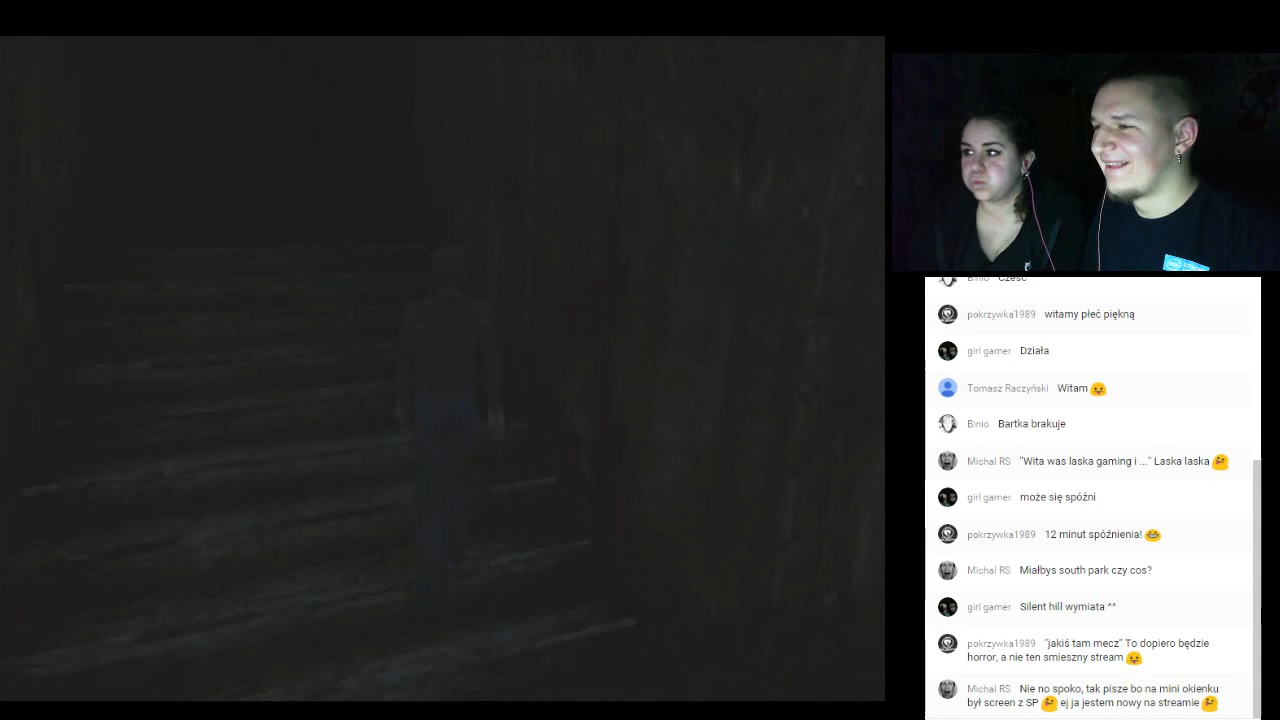 Cześć
pokrzywka1989 witamy płeć piękną
girl gamer Działa
Tomasz Raczyński Witam
Binio Bartka brakuje
Michal RS "Wita was laska gaming i ..." Laska laska
girl gamer może się spóźni
pokrzywka1989 12 minut spóźnienia!
Michal RS Miałbys south park czy cos?
girl gamer Silent hill wymiata ^^
pokrzywka1989 "jakiś tam mecz" To dopiero będzie
horror, a nie ten smieszny stream
Michal RS Nie no spoko, tak pisze bo na mini okienku
był screen z SP ej ja jestem nowy na streamie